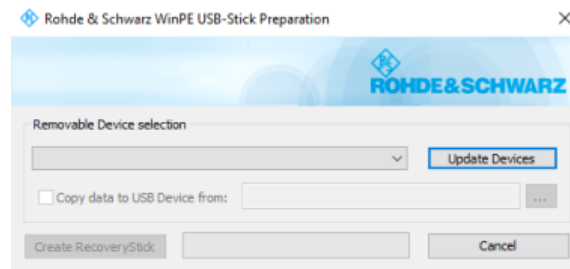 Rohde & Schwarz WinPE USB-Stick Preparation
ROHDE&SCHWARZ
Removable Device selection
Update Devices
Copy data to USB Device from:
...
Create RecoveryStick
Cancel